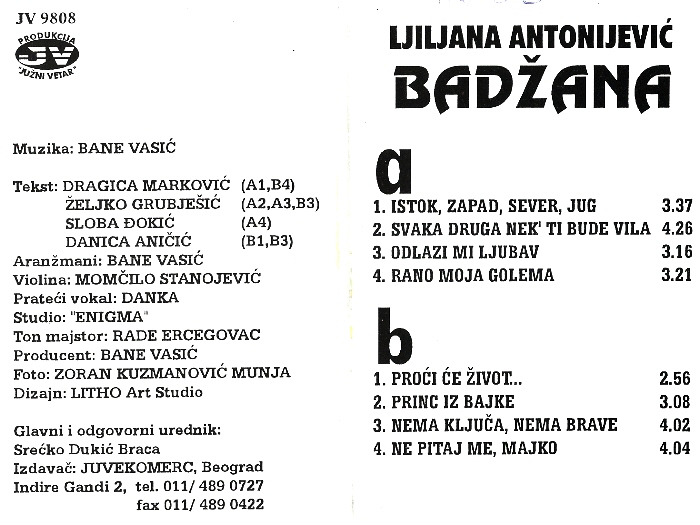 JV 9808
PRODUKCIJA
JV
"JUŽNI VETAR"
Muzika: BANE VASIĆ
Tekst: DRAGICA MARKOVIĆ (A1,B4)
ŽELJKO GRUBJEŠIĆ (A2,A3,B3)
SLOBA ĐOKIĆ (A4)
DANICA ANIČIĆ (B1,B3)
Aranžmani: BANE VASIĆ
Violina: MOMČILO STANOJEVIĆ
Prateći vokal: DANKA
Studio: "ENIGMA"
Ton majstor: RADE ERCEGOVAC
Producent: BANE VASIĆ
Foto: ZORAN KUZMANOVIĆ MUNJA
Dizajn: LITHO Art Studio
Glavni i odgovorni urednik:
Srećko Dukić Braca
Izdavač: JUVEKOMERC, Beograd
Indire Gandi 2, tel. 011/ 489 0727
fax 011/ 489 0422
LJILJANA ANTONIJEVIĆ
BADŽANA
a
1. ISTOK, ZAPAD, SEVER, JUG 3.37
2. SVAKA DRUGA NEK' TI BUDE VILA 4.26
3. ODLAZI MI LJUBAV 3.16
4. RANO MOJA GOLEMA 3.21
b
1. PROĆI ĆE ŽIVOT... 2.56
2. PRINC IZ BAJKE 3.08
3. NEMA KLJUČA, NEMA BRAVE 4.02
4. NE PITAJ ME, MAJKO 4.04